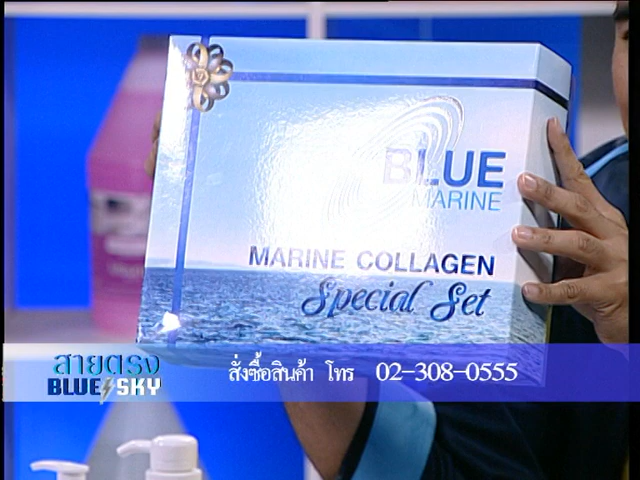 BLUE
MARINE
MARINE COLLAGEN
Special Set
สายตรง
BLUE SKY
สั่งซื้อสินค้า โทร 02-308-0555